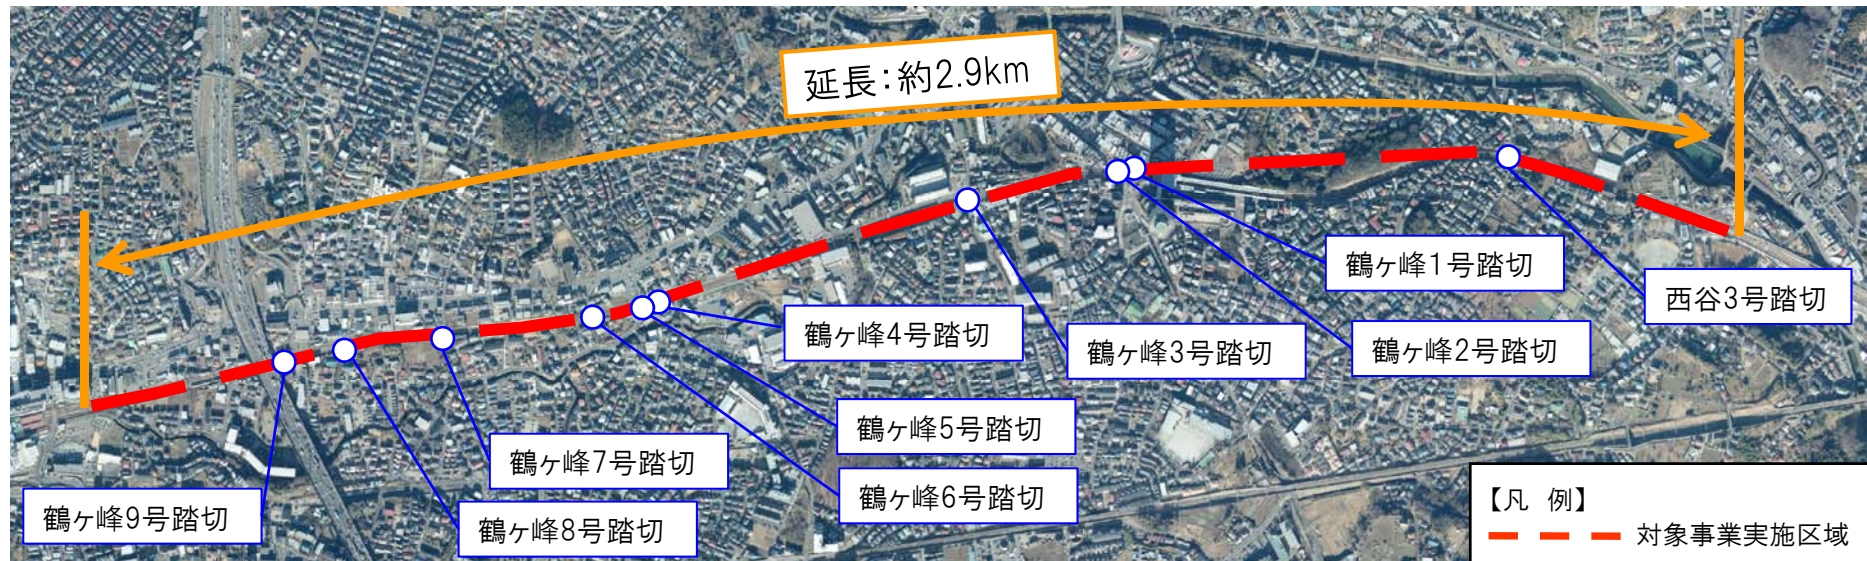 延長：約2.9km
鶴ヶ峰1号踏切
西谷3号踏切
鶴ヶ峰4号踏切
鶴ヶ峰3号踏切
鶴ヶ峰2号踏切
鶴ヶ峰5号踏切
鶴ヶ峰7号踏切
鶴ヶ峰6号踏切
鶴ヶ峰9号踏切
鶴ヶ峰8号踏切
【凡 例】
対象事業実施区域